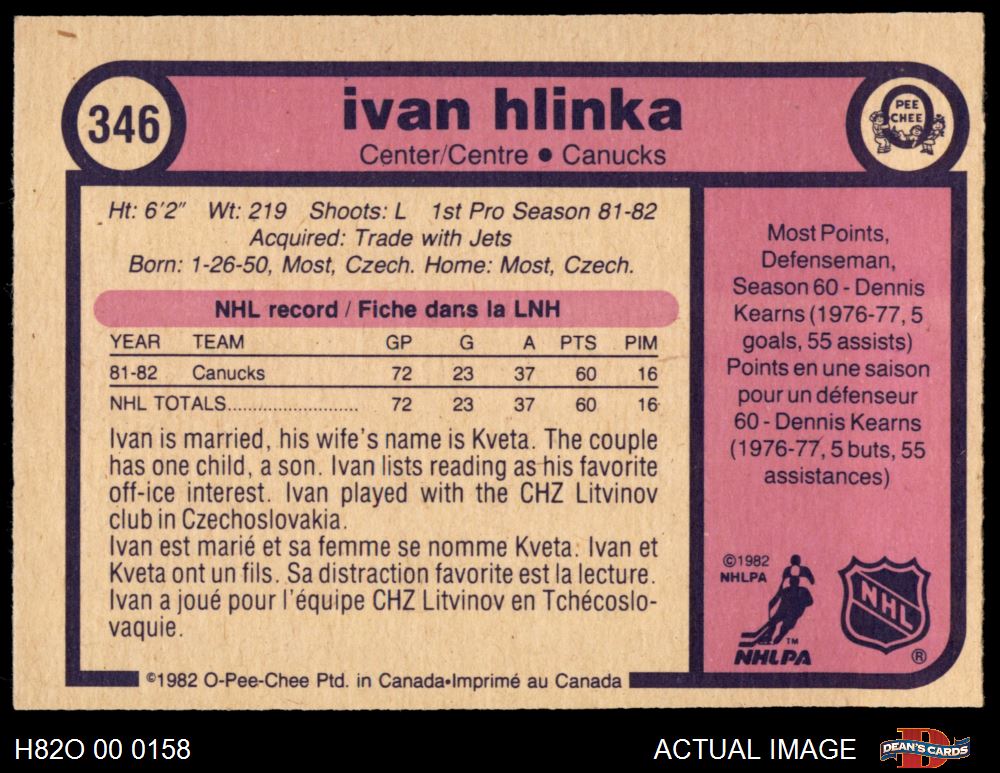 346
ivan hlinka
Center/Centre ● Canucks
PEE
CHEE
Ht: 6'2" Wt: 219 Shoots: L 1st Pro Season 81-82
Acquired: Trade with Jets
Born: 1-26-50, Most, Czech. Home: Most, Czech.
NHL record / Fiche dans la LNH
YEAR TEAM GP G A PTS PIM
81-82 Canucks 72 23 37 60 16
NHL TOTALS........................... 72 23 37 60 16
Ivan is married, his wife's name is Kveta. The couple
has one child, a son. Ivan lists reading as his favorite
off-ice interest. Ivan played with the CHZ Litvinov
club in Czechoslovakia.
Ivan est marié et sa femme se nomme Kveta. Ivan et
Kveta ont un fils. Sa distraction favorite est la lecture.
Ivan a joué pour l'équipe CHZ Litvinov en Tchécoslo-
vaquie.
Most Points,
Defenseman,
Season 60 - Dennis
Kearns (1976-77, 5
goals, 55 assists)
Points en une saison
pour un défenseur
60 - Dennis Kearns
(1976-77, 5 buts, 55
assistances)
©1982
NHLPA
TM
NHLPA
NHL
®
©1982 O-Pee-Chee Ptd. in Canada•Imprimé au Canada
H82O 00 0158
ACTUAL IMAGE
DEAN'S CARDS